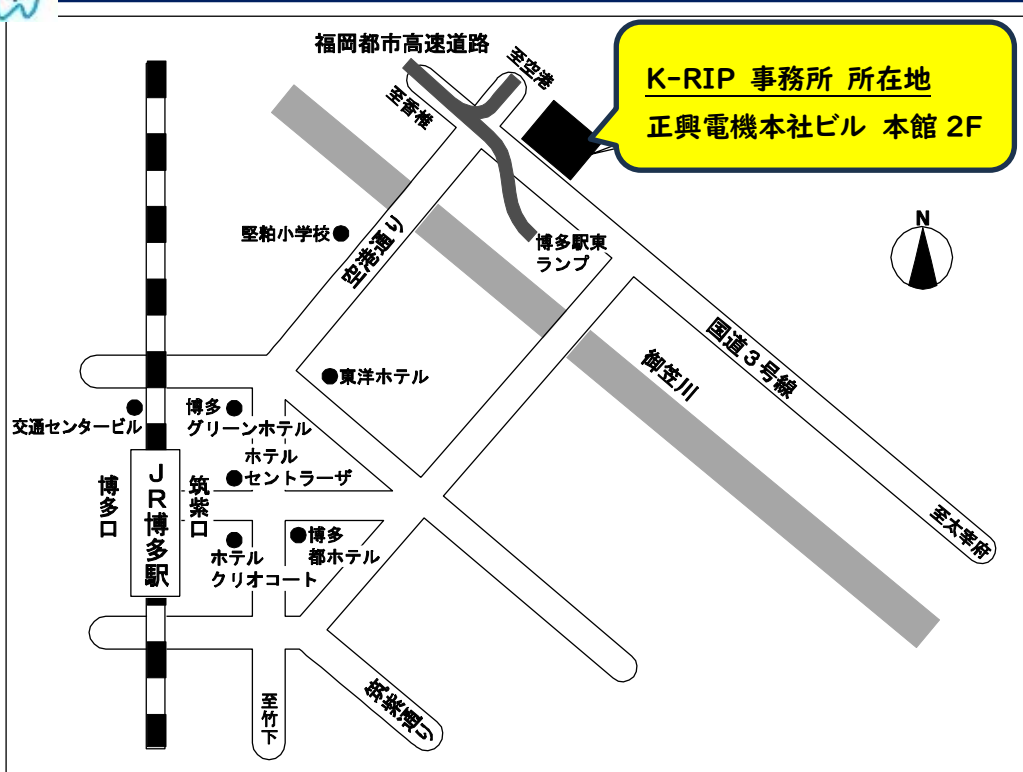 福岡都市高速道路
至空港
K-RIP 事務所 所在地
正興電機本社ビル 本館 2F
至香椎
堅粕小学校
空港通り
博多駅東
ランプ
N
国道3号線
御笠川
東洋ホテル
交通センタービル
博多
グリーンホテル
ホテル
セントラーザ
博多口
JR博多駅
筑紫口
ホテル
クリオコート
博多
都ホテル
至太宰府
至竹下
筑紫通り